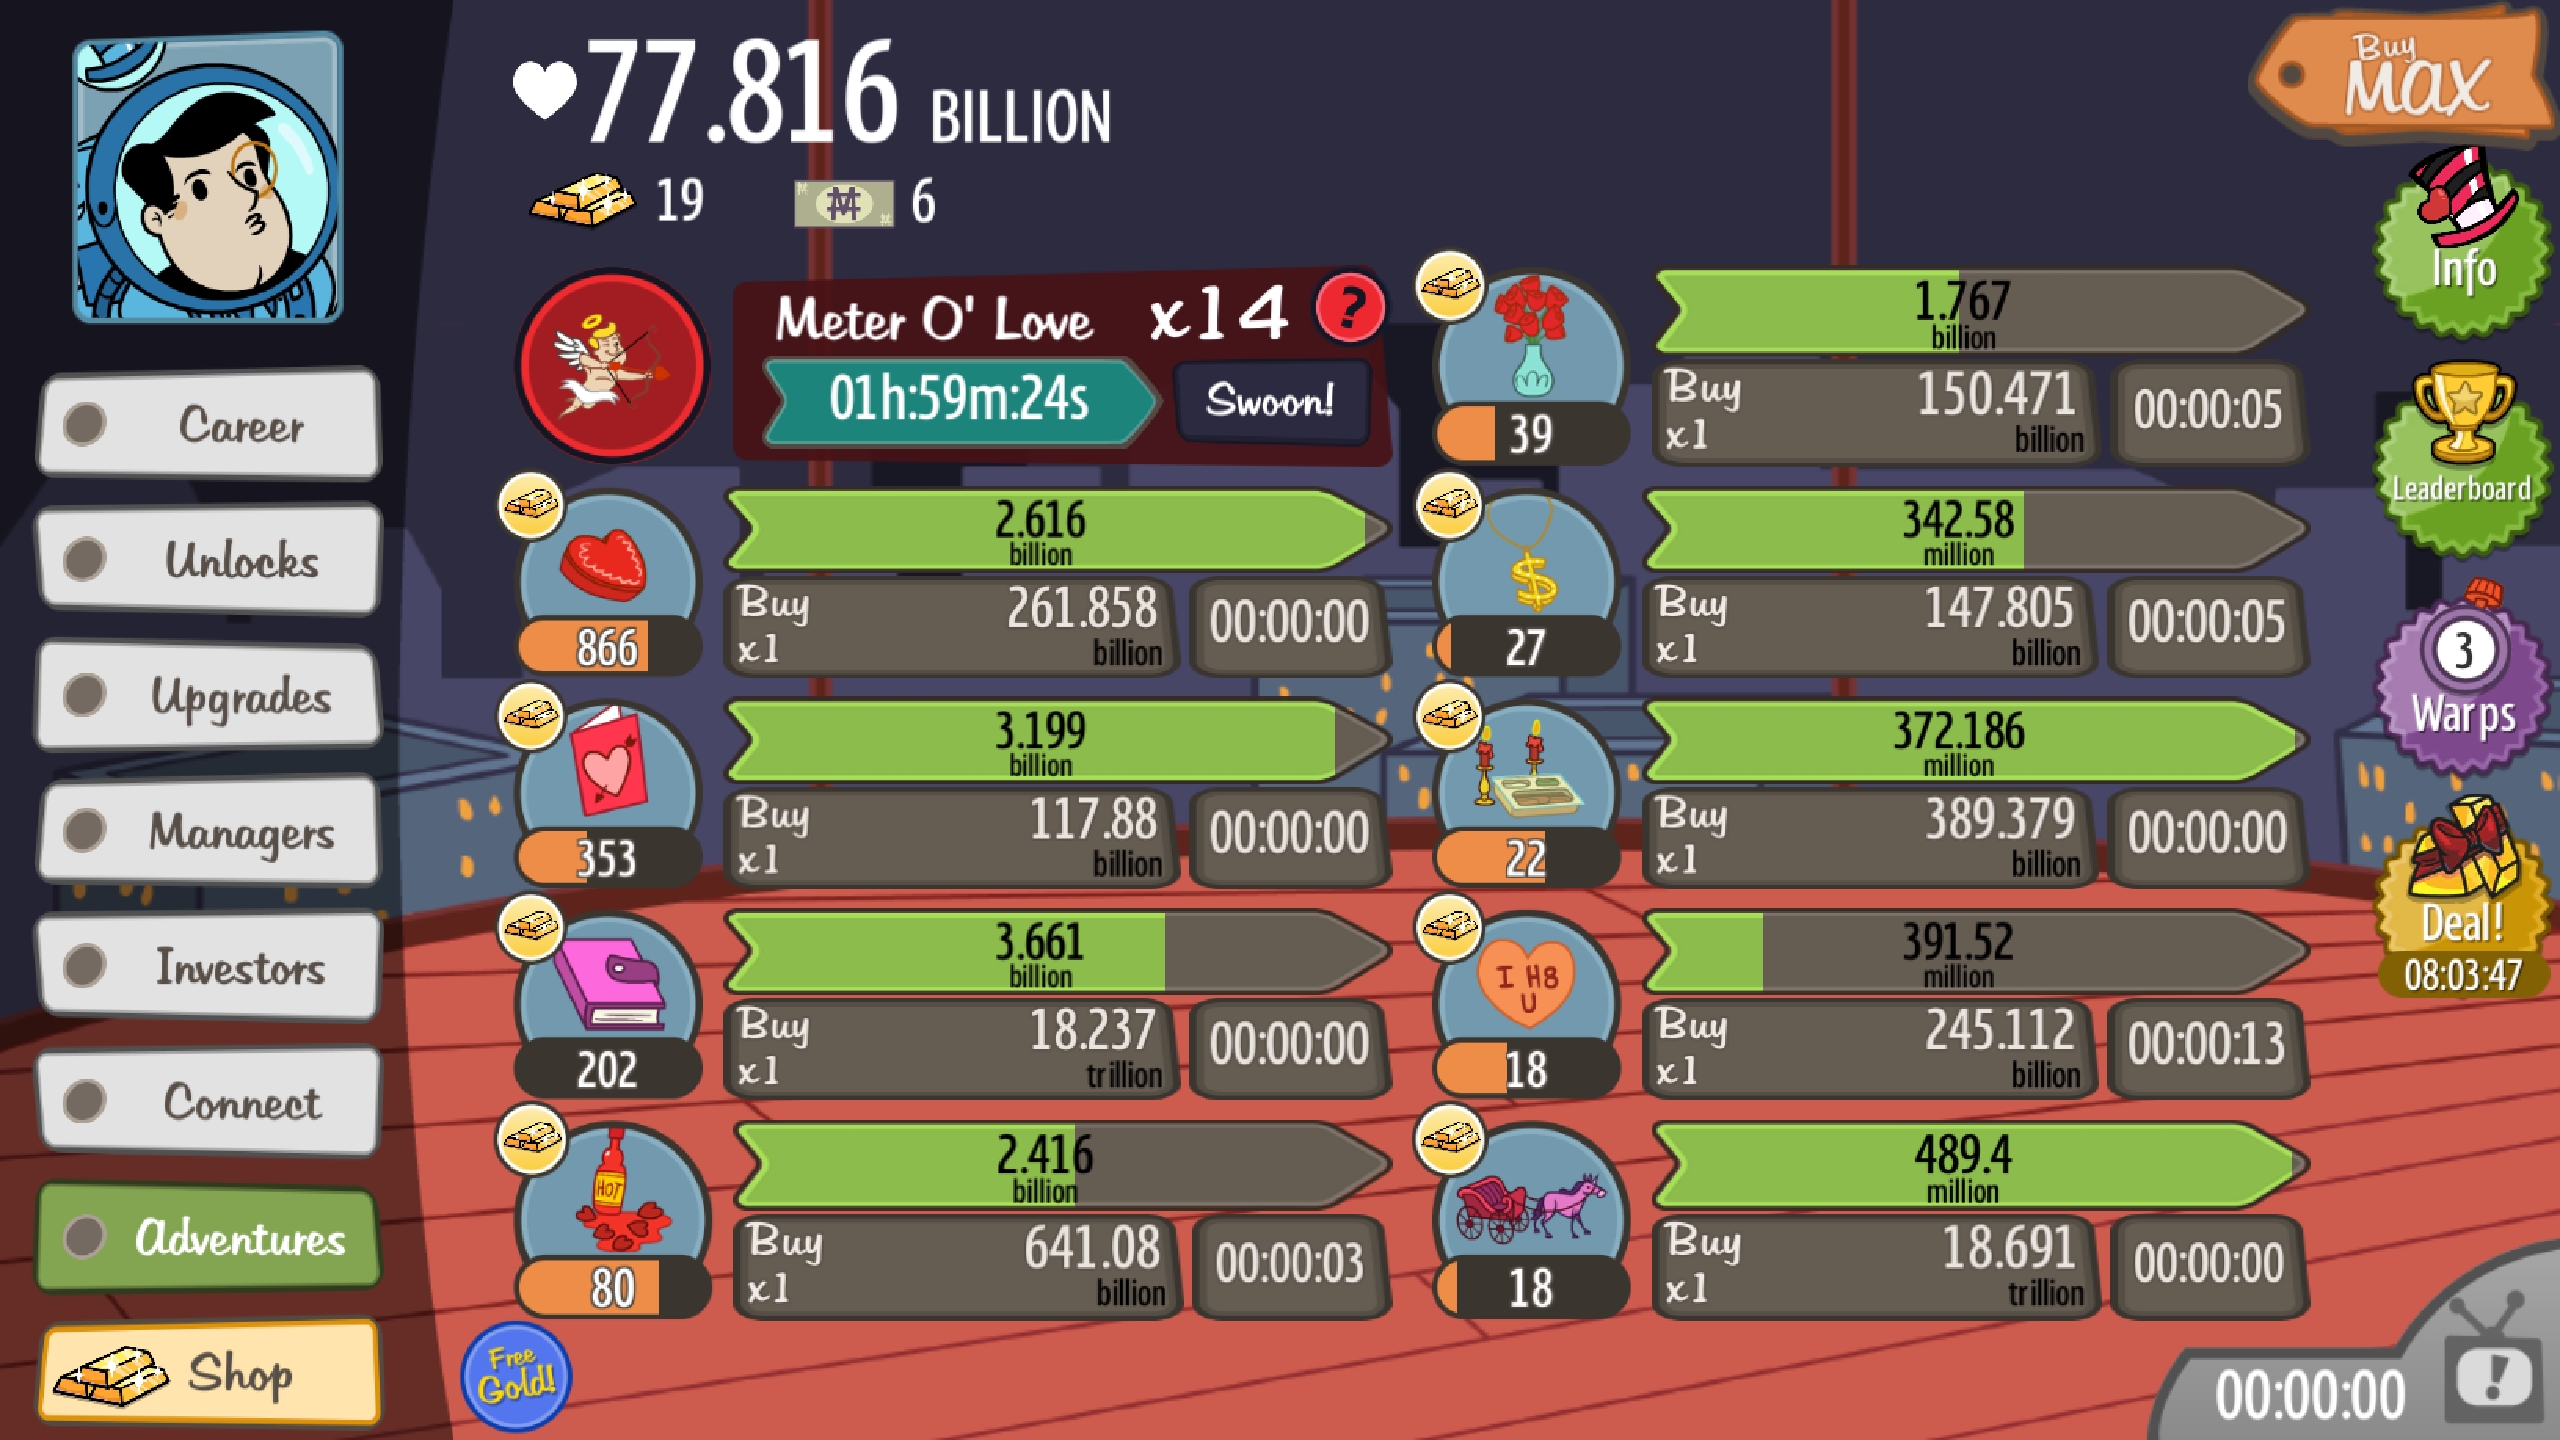 77.816 BILLION
19
6
Buy
MAX
Info
Leaderboard
3
Warps
Deal!
08:03:47
Career
Unlocks
Upgrades
Managers
Investors
Connect
Adventures
Shop
Meter O' Love x14 ?
01h:59m:24s
Swoon!
2.616
billion
866
Buy 261.858
x1 billion
00:00:00
3.199
billion
353
Buy 117.88
x1 billion
00:00:00
3.661
billion
202
Buy 18.237
x1 trillion
00:00:00
HOT
2.416
billion
80
Buy 641.08
x1 billion
00:00:03
1.767
billion
39
Buy 150.471
x1 billion
00:00:05
$
342.58
million
27
Buy 147.805
x1 billion
00:00:05
372.186
million
22
Buy 389.379
x1 billion
00:00:00
I H8
U
391.52
million
18
Buy 245.112
x1 billion
00:00:13
489.4
million
18
Buy 18.691
x1 trillion
00:00:00
Free
Gold!
00:00:00
!